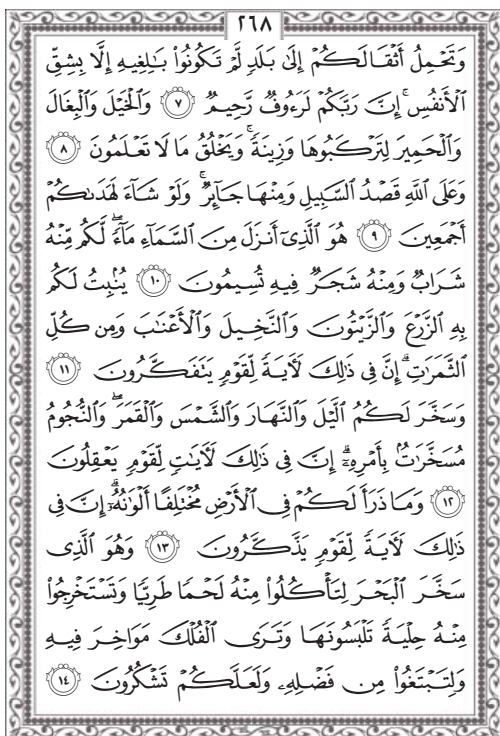 ٢٦٨
وَتَحْمِلُ أَثْقَالَكُمْ إِلَىٰ بَلَدٍ لَّمْ تَكُونُوا۟ بَـٰلِغِيهِ إِلَّا بِشِقِّ
ٱلْأَنفُسِ ۚ إِنَّ رَبَّكُمْ لَرَءُوفٌ رَّحِيمٌ ٧ وَٱلْخَيْلَ وَٱلْبِغَالَ
وَٱلْحَمِيرَ لِتَرْكَبُوهَا وَزِينَةً ۚ وَيَخْلُقُ مَا لَا تَعْلَمُونَ ٨
وَعَلَى ٱللَّهِ قَصْدُ ٱلسَّبِيلِ وَمِنْهَا جَآئِرٌ ۚ وَلَوْ شَآءَ لَهَدَىٰكُمْ
أَجْمَعِينَ ٩ هُوَ ٱلَّذِىٓ أَنزَلَ مِنَ ٱلسَّمَآءِ مَآءً ۖ لَّكُم مِّنْهُ
شَرَابٌ وَمِنْهُ شَجَرٌ فِيهِ تُسِيمُونَ ١٠ يُنۢبِتُ لَكُم
بِهِ ٱلزَّرْعَ وَٱلزَّيْتُونَ وَٱلنَّخِيلَ وَٱلْأَعْنَـٰبَ وَمِن كُلِّ
ٱلثَّمَرَٰتِ ۗ إِنَّ فِى ذَٰلِكَ لَـَٔايَةً لِّقَوْمٍ يَتَفَكَّرُونَ ١١
وَسَخَّرَ لَكُمُ ٱلَّيْلَ وَٱلنَّهَارَ وَٱلشَّمْسَ وَٱلْقَمَرَ ۖ وَٱلنُّجُومُ
مُسَخَّرَٰتٌۢ بِأَمْرِهِۦٓ ۗ إِنَّ فِى ذَٰلِكَ لَـَٔايَـٰتٍ لِّقَوْمٍ يَعْقِلُونَ
١٢ وَمَا ذَرَأَ لَكُمْ فِى ٱلْأَرْضِ مُخْتَلِفًا أَلْوَٰنُهُۥٓ ۗ إِنَّ فِى
ذَٰلِكَ لَـَٔايَةً لِّقَوْمٍ يَذَّكَّرُونَ ١٣ وَهُوَ ٱلَّذِى
سَخَّرَ ٱلْبَحْرَ لِتَأْكُلُوا۟ مِنْهُ لَحْمًا طَرِيًّا وَتَسْتَخْرِجُوا۟
مِنْهُ حِلْيَةً تَلْبَسُونَهَا وَتَرَى ٱلْفُلْكَ مَوَاخِرَ فِيهِ
وَلِتَبْتَغُوا۟ مِن فَضْلِهِۦ وَلَعَلَّكُمْ تَشْكُرُونَ ١٤